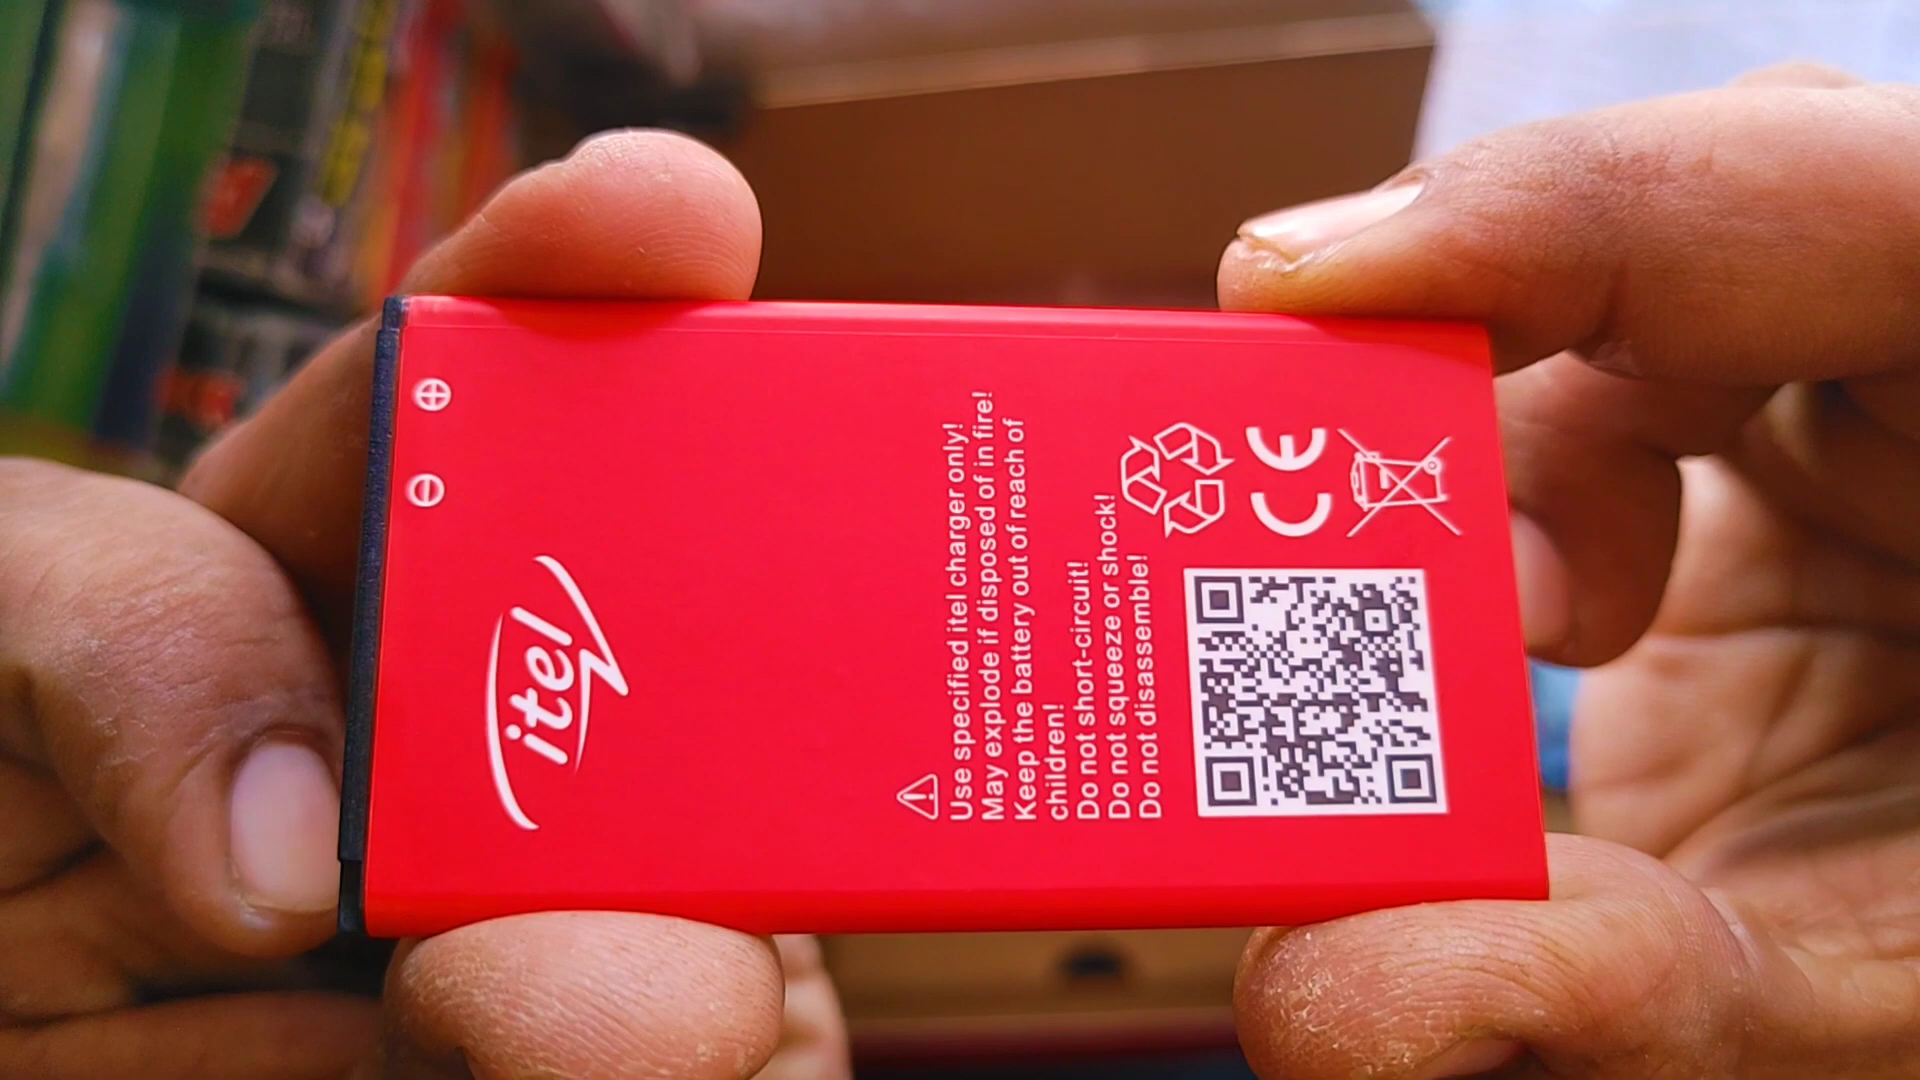 itel
Use specified itel charger only!
May explode if disposed of in fire!
Keep the battery out of reach of
children!
Do not short-circuit!
Do not squeeze or shock!
Do not disassemble!
CE